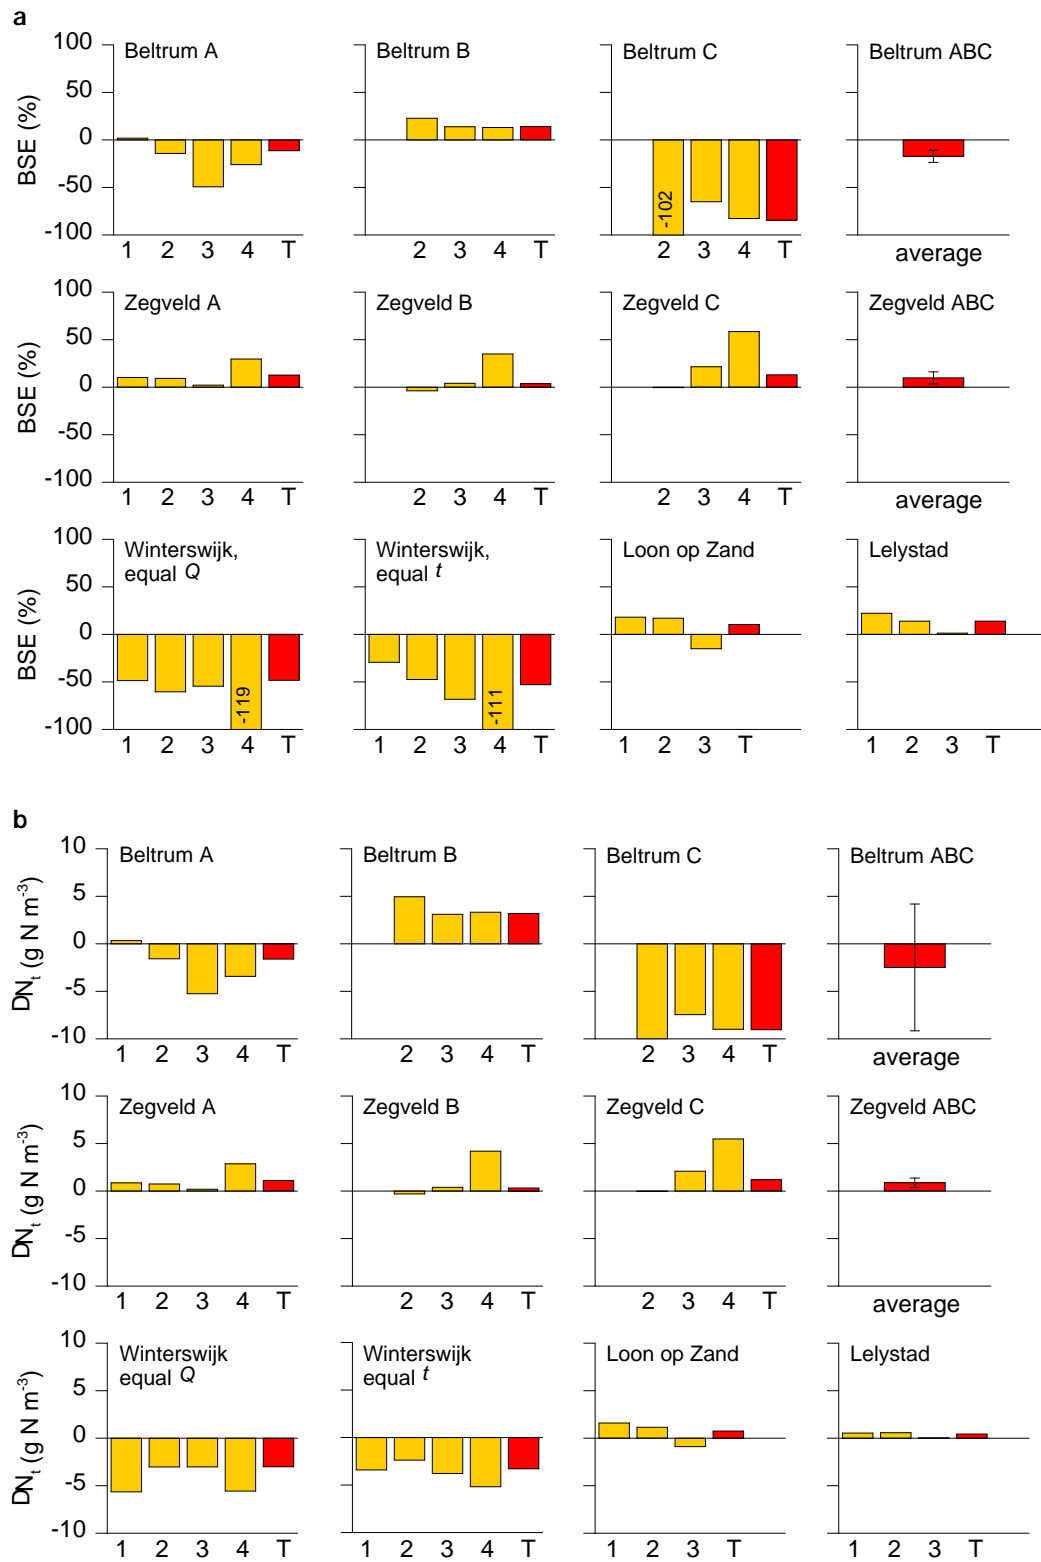 a
Beltrum A Beltrum B Beltrum C Beltrum ABC
BSE (%)
100
50
0
-50
-100
-102
1 2 3 4 T 2 3 4 T 2 3 4 T average
Zegveld A Zegveld B Zegveld C Zegveld ABC
BSE (%)
100
50
0
-50
-100
1 2 3 4 T 2 3 4 T 2 3 4 T average
Winterswijk, Winterswijk, Loon op Zand Lelystad
equal Q equal t
BSE (%)
100
50
0
-50
-100
-119 -111
1 2 3 4 T 1 2 3 4 T 1 2 3 T 1 2 3 T
b
Beltrum A Beltrum B Beltrum C Beltrum ABC
DNt (g N m-3)
10
5
0
-5
-10
1 2 3 4 T 2 3 4 T 2 3 4 T average
Zegveld A Zegveld B Zegveld C Zegveld ABC
DNt (g N m-3)
10
5
0
-5
-10
1 2 3 4 T 2 3 4 T 2 3 4 T average
Winterswijk Winterswijk Loon op Zand Lelystad
equal Q equal t
DNt (g N m-3)
10
5
0
-5
-10
1 2 3 4 T 1 2 3 4 T 1 2 3 T 1 2 3 T